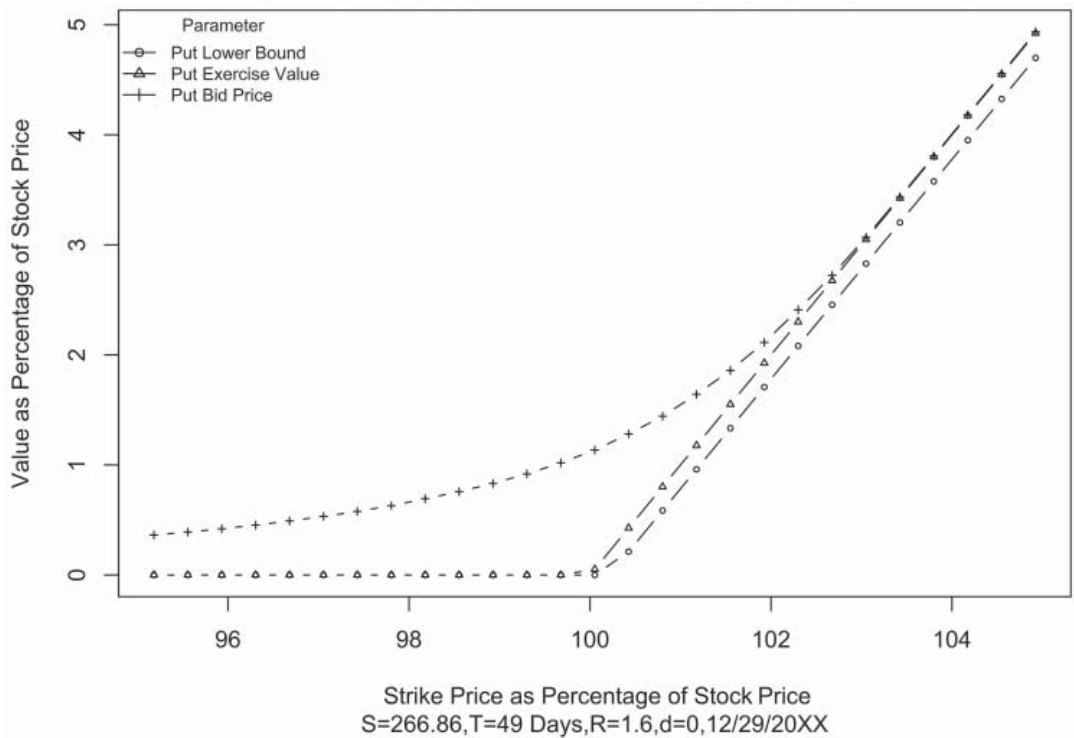 Parameter
Put Lower Bound
Put Exercise Value
Put Bid Price
Value as Percentage of Stock Price
5
4
3
2
1
0
96 98 100 102 104
Strike Price as Percentage of Stock Price
S=266.86,T=49 Days,R=1.6,d=0,12/29/20XX